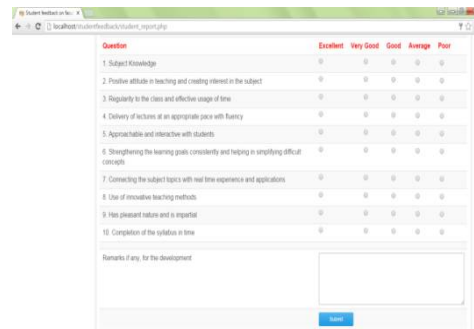 Student feedback on fac
localhost/studentfeedback/student_report.php
Question Excellent Very Good Good Average Poor
1. Subject Knowledge
2. Positive attitude in teaching and creating interest in the subject
3. Regularity to the class and effective usage of time
4. Delivery of lectures at an appropriate pace with fluency
5. Approachable and interactive with students
6. Strengthening the learning goals consistently and helping in simplifying difficult
concepts
7. Connecting the subject topics with real time experience and applications
8. Use of innovative teaching methods
9. Has pleasant nature and is impartial
10. Completion of the syllabus in time
Remarks if any, for the development
Submit